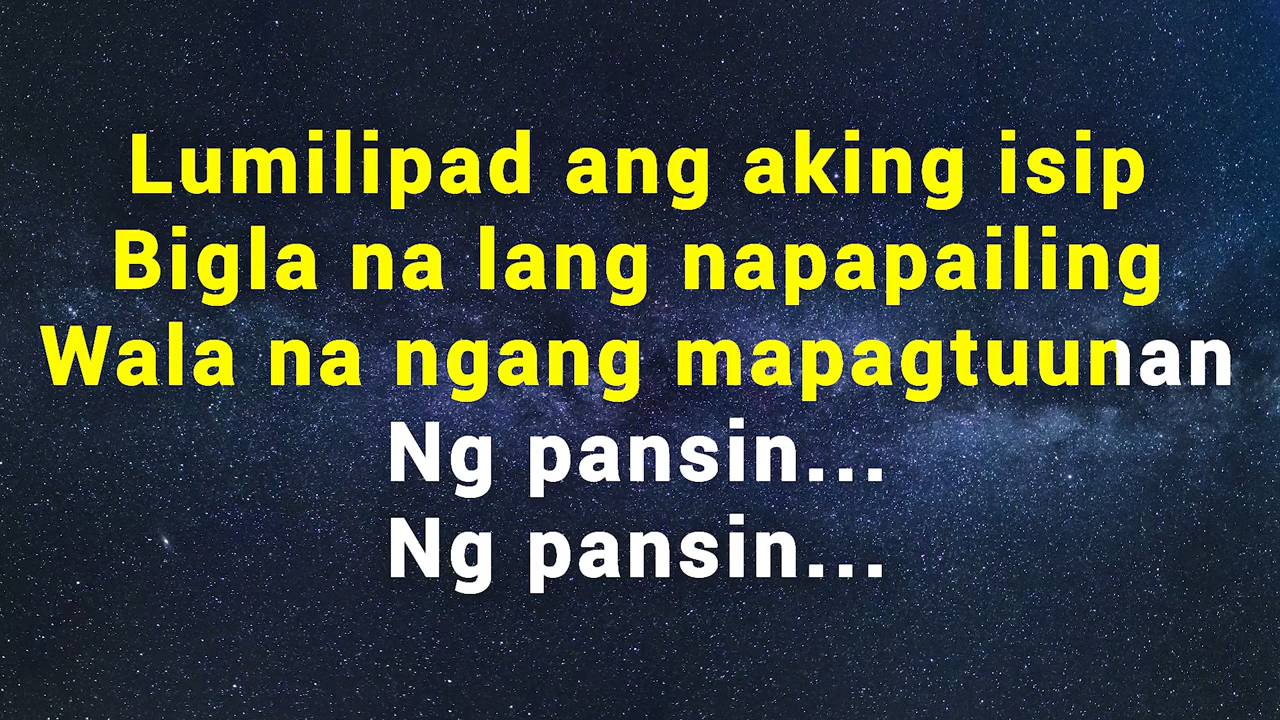 Lumilipad ang aking isip
Bigla na lang napapailing
Wala na ngang mapagtuunan
Ng pansin...
Ng pansin...